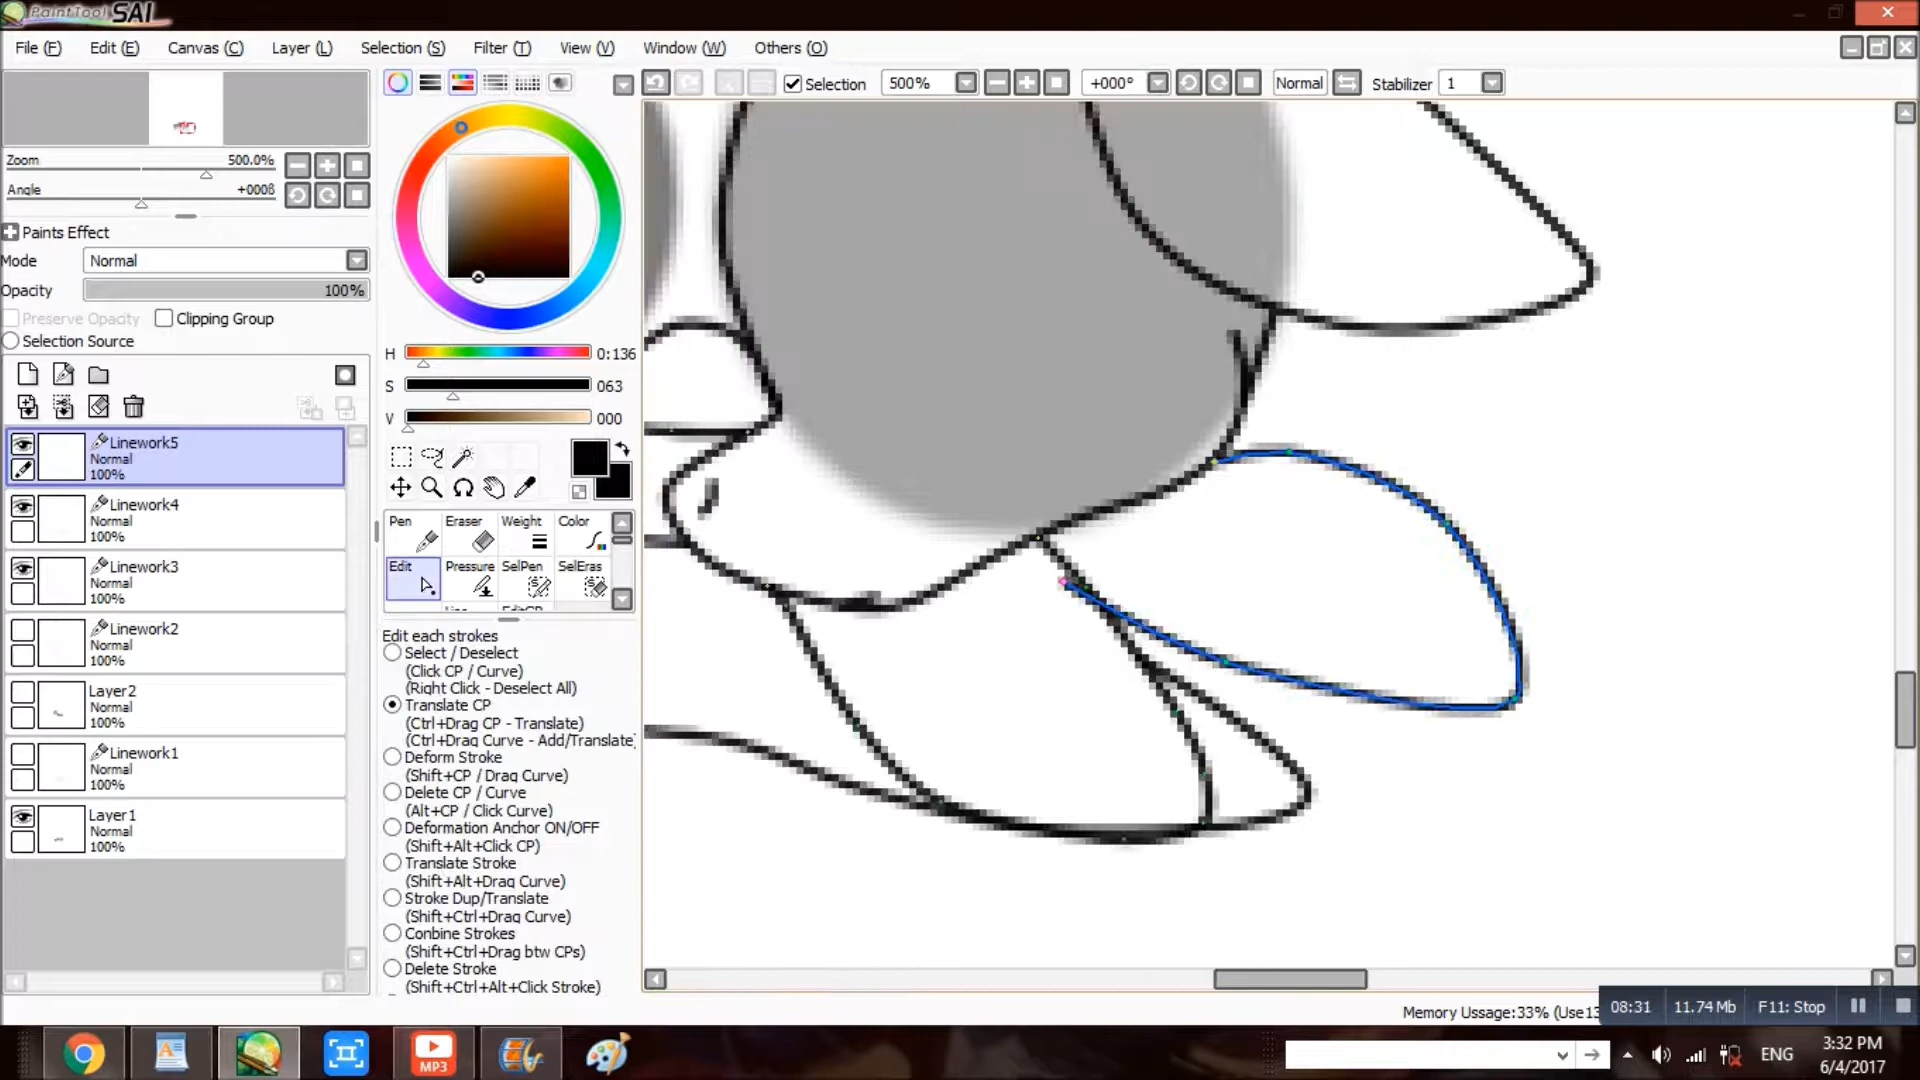 PaintTool SAI
File (F) Edit (E) Canvas (C) Layer (L) Selection (S) Filter (T) View (V) Window (W) Others (O)
Selection 500% +000° Normal Stabilizer 1
Zoom 500.0%
Angle +000ß
Paints Effect
Mode Normal
Opacity 100%
Preserve Opacity Clipping Group
Selection Source
Linework5
Normal
100%
Linework4
Normal
100%
Linework3
Normal
100%
Linework2
Normal
100%
Layer2
Normal
100%
Linework1
Normal
100%
Layer1
Normal
100%
H 0:136
S 063
V 000
Pen Eraser Weight Color
Edit Pressure SelPen SelEras
Edit each strokes
Select / Deselect
(Click CP / Curve)
(Right Click - Deselect All)
Translate CP
(Ctrl+Drag CP - Translate)
(Ctrl+Drag Curve - Add/Translate)
Deform Stroke
(Shift+CP / Drag Curve)
Delete CP / Curve
(Alt+CP / Click Curve)
Deformation Anchor ON/OFF
(Shift+Alt+Click CP)
Translate Stroke
(Shift+Alt+Drag Curve)
Stroke Dup/Translate
(Shift+Ctrl+Drag Curve)
Conbine Strokes
(Shift+Ctrl+Drag btw CPs)
Delete Stroke
(Shift+Ctrl+Alt+Click Stroke)
Memory Ussage:33% (Use13
08:31 11.74 Mb F11: Stop
MP3
ENG
3:32 PM
6/4/2017